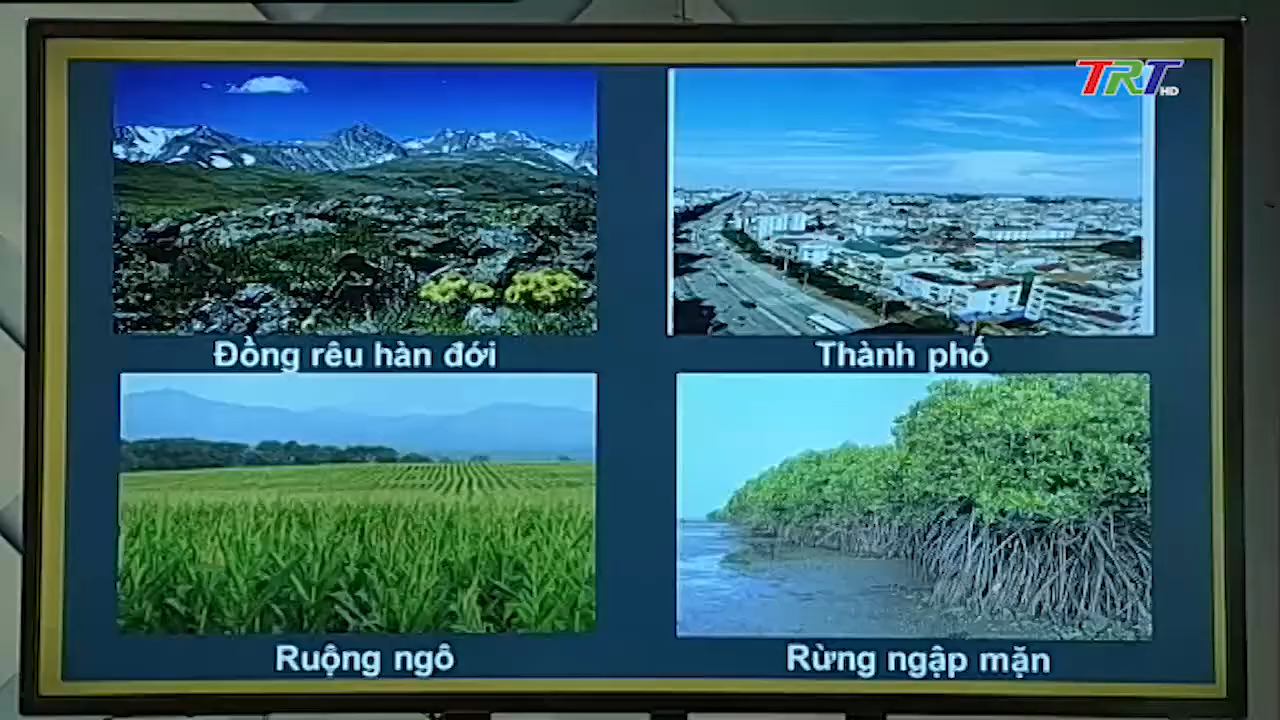 TRT HD
Đồng rêu hàn đới
Thành phố
Ruộng ngô
Rừng ngập mặn